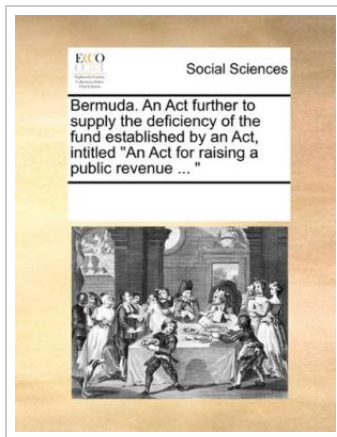 ECCO
Social Sciences
Bermuda. An Act further to
supply the deficiency of the
fund established by an Act,
intitled "An Act for raising a
public revenue ... "